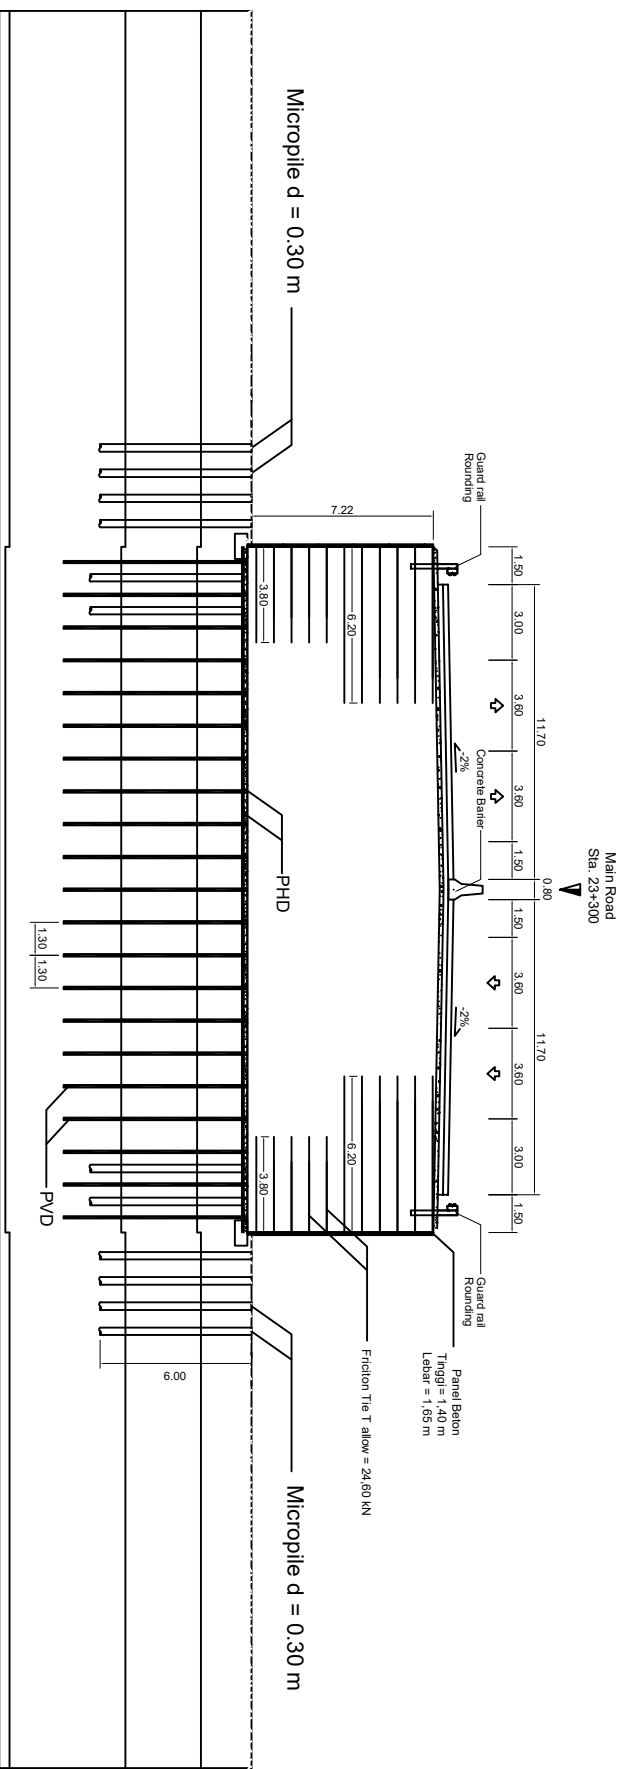 Main Road
Sta. 23+300
11.70
0.80
11.70
1.50
3.00
3.60
3.60
1.50
1.50
3.60
3.60
3.00
1.50
Guard rail
Rounding
-2%
Concrete Barier
-2%
Guard rail
Rounding
Panel Beton
Tinggi = 1,40 m
Lebar = 1,65 m
Friciton Tie T allow = 24,60 kN
7.22
6.20
3.80
6.20
3.80
Micropile d = 0.30 m
PHD
Micropile d = 0.30 m
6.00
1.30
1.30
PVD